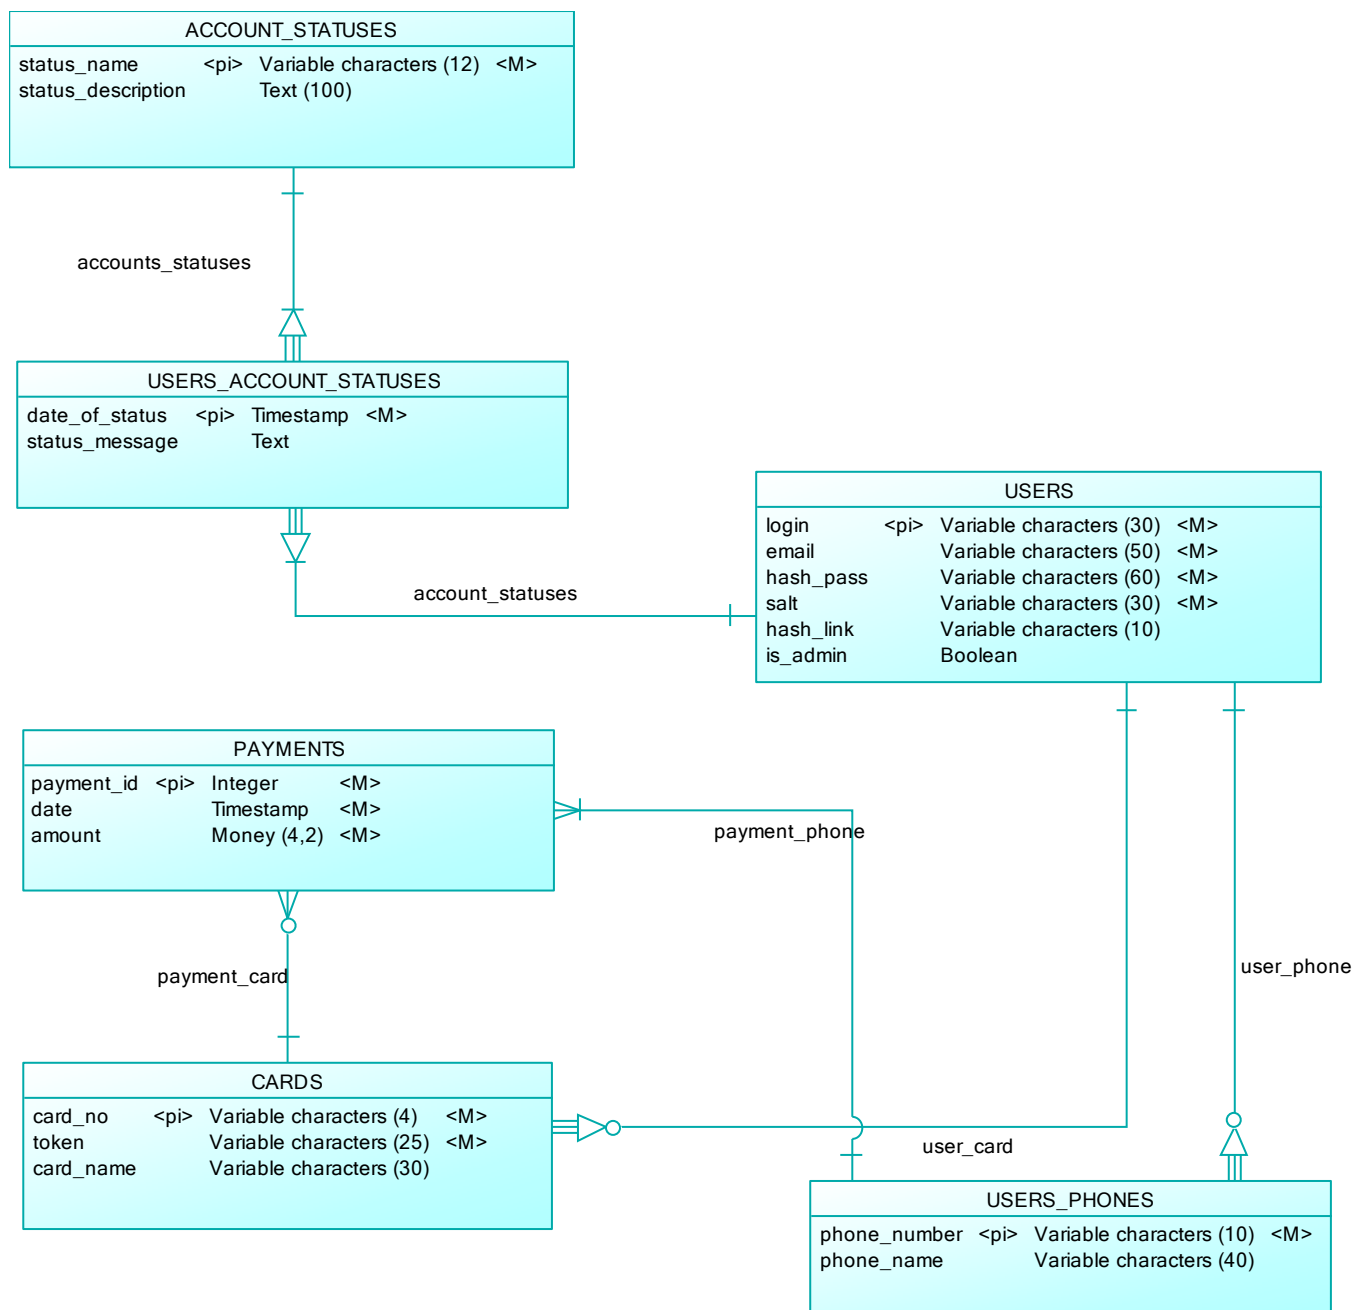 ACCOUNT_STATUSES
status_name <pi> Variable characters (12) <M>
status_description Text (100)
accounts_statuses
USERS_ACCOUNT_STATUSES
date_of_status <pi> Timestamp <M>
status_message Text
account_statuses
USERS
login <pi> Variable characters (30) <M>
email Variable characters (50) <M>
hash_pass Variable characters (60) <M>
salt Variable characters (30) <M>
hash_link Variable characters (10)
is_admin Boolean
PAYMENTS
payment_id <pi> Integer <M>
date Timestamp <M>
amount Money (4,2) <M>
payment_phone
payment_card
user_phone
CARDS
card_no <pi> Variable characters (4) <M>
token Variable characters (25) <M>
card_name Variable characters (30)
user_card
USERS_PHONES
phone_number <pi> Variable characters (10) <M>
phone_name Variable characters (40)